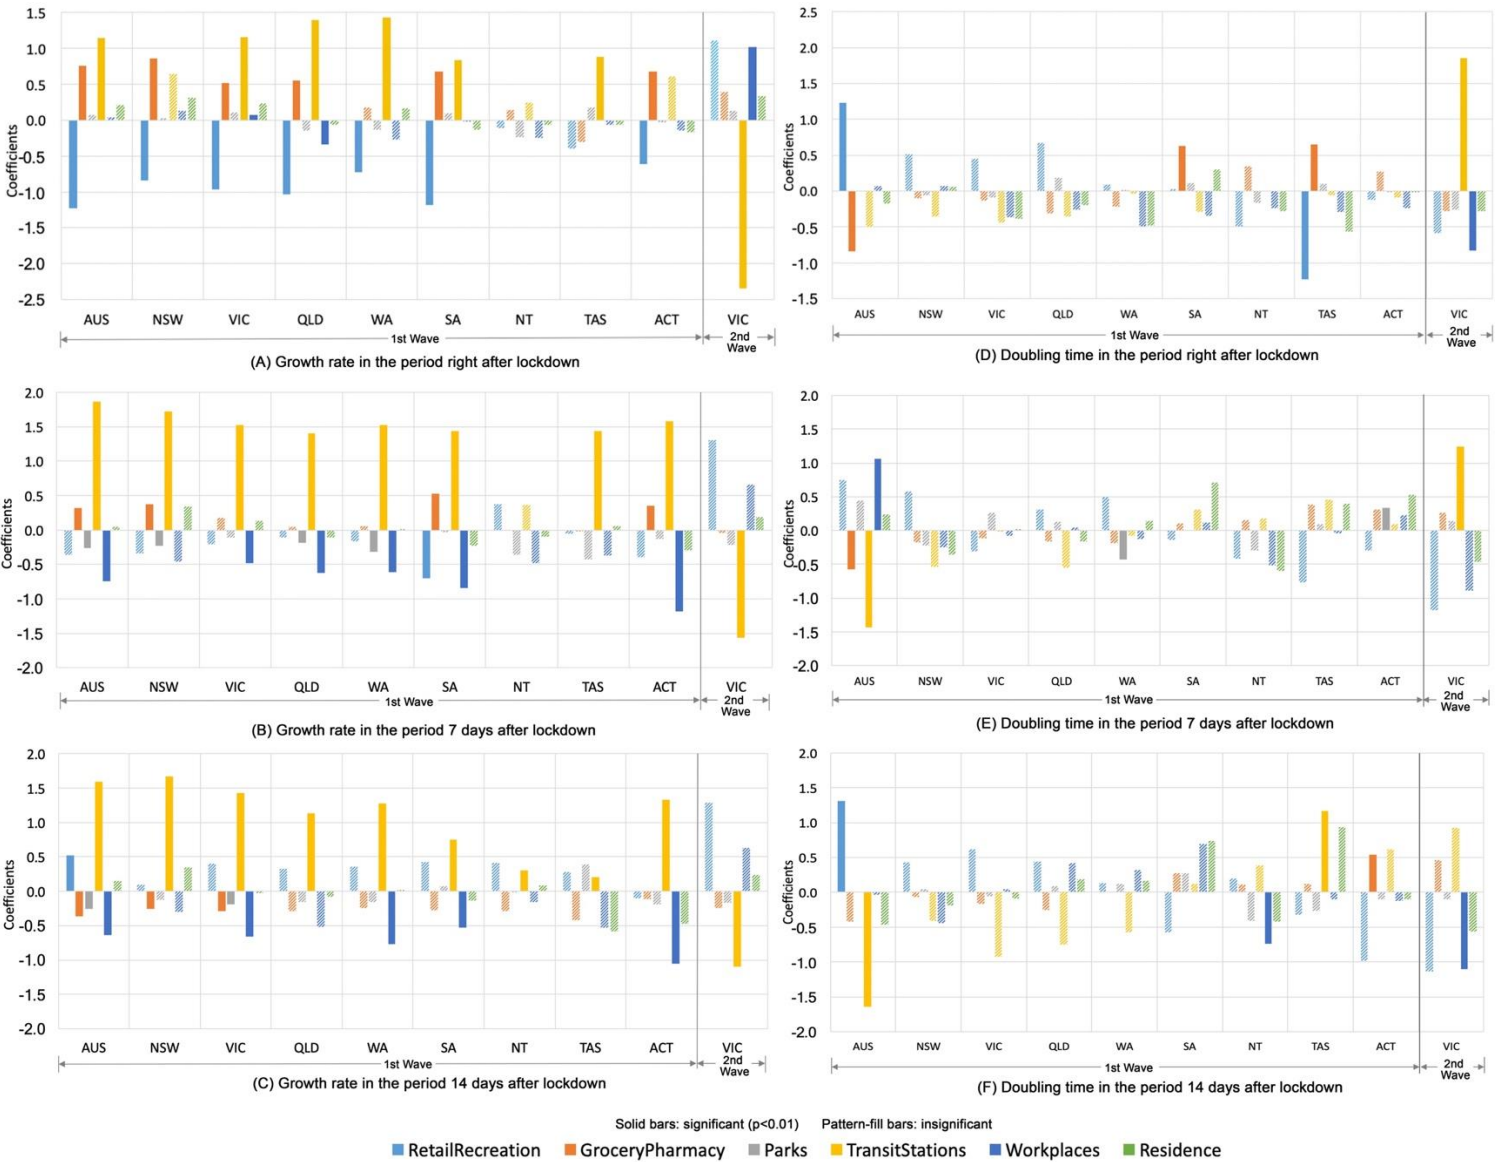 1.5
1.0
0.5
0.0
-0.5
-1.0
-1.5
-2.0
-2.5
Coefficients
AUS NSW VIC QLD WA SA NT TAS ACT VIC
1st Wave
2nd
Wave
(A) Growth rate in the period right after lockdown
2.5
2.0
1.5
1.0
0.5
0.0
-0.5
-1.0
-1.5
Coefficients
AUS NSW VIC QLD WA SA NT TAS ACT VIC
1st Wave
2nd
Wave
(D) Doubling time in the period right after lockdown
2.0
1.5
1.0
0.5
0.0
-0.5
-1.0
-1.5
-2.0
Coefficients
AUS NSW VIC QLD WA SA NT TAS ACT VIC
1st Wave
2nd
Wave
(B) Growth rate in the period 7 days after lockdown
2.0
1.5
1.0
0.5
0.0
-0.5
-1.0
-1.5
-2.0
Coefficients
AUS NSW VIC QLD WA SA NT TAS ACT VIC
1st Wave
2nd
Wave
(E) Doubling time in the period 7 days after lockdown
2.0
1.5
1.0
0.5
0.0
-0.5
-1.0
-1.5
-2.0
Coefficients
AUS NSW VIC QLD WA SA NT TAS ACT VIC
1st Wave
2nd
Wave
(C) Growth rate in the period 14 days after lockdown
2.0
1.5
1.0
0.5
0.0
-0.5
-1.0
-1.5
-2.0
Coefficients
AUS NSW VIC QLD WA SA NT TAS ACT VIC
1st Wave
2nd
Wave
(F) Doubling time in the period 14 days after lockdown
Solid bars: significant (p<0.01) Pattern-fill bars: insignificant
RetailRecreation GroceryPharmacy Parks TransitStations Workplaces Residence